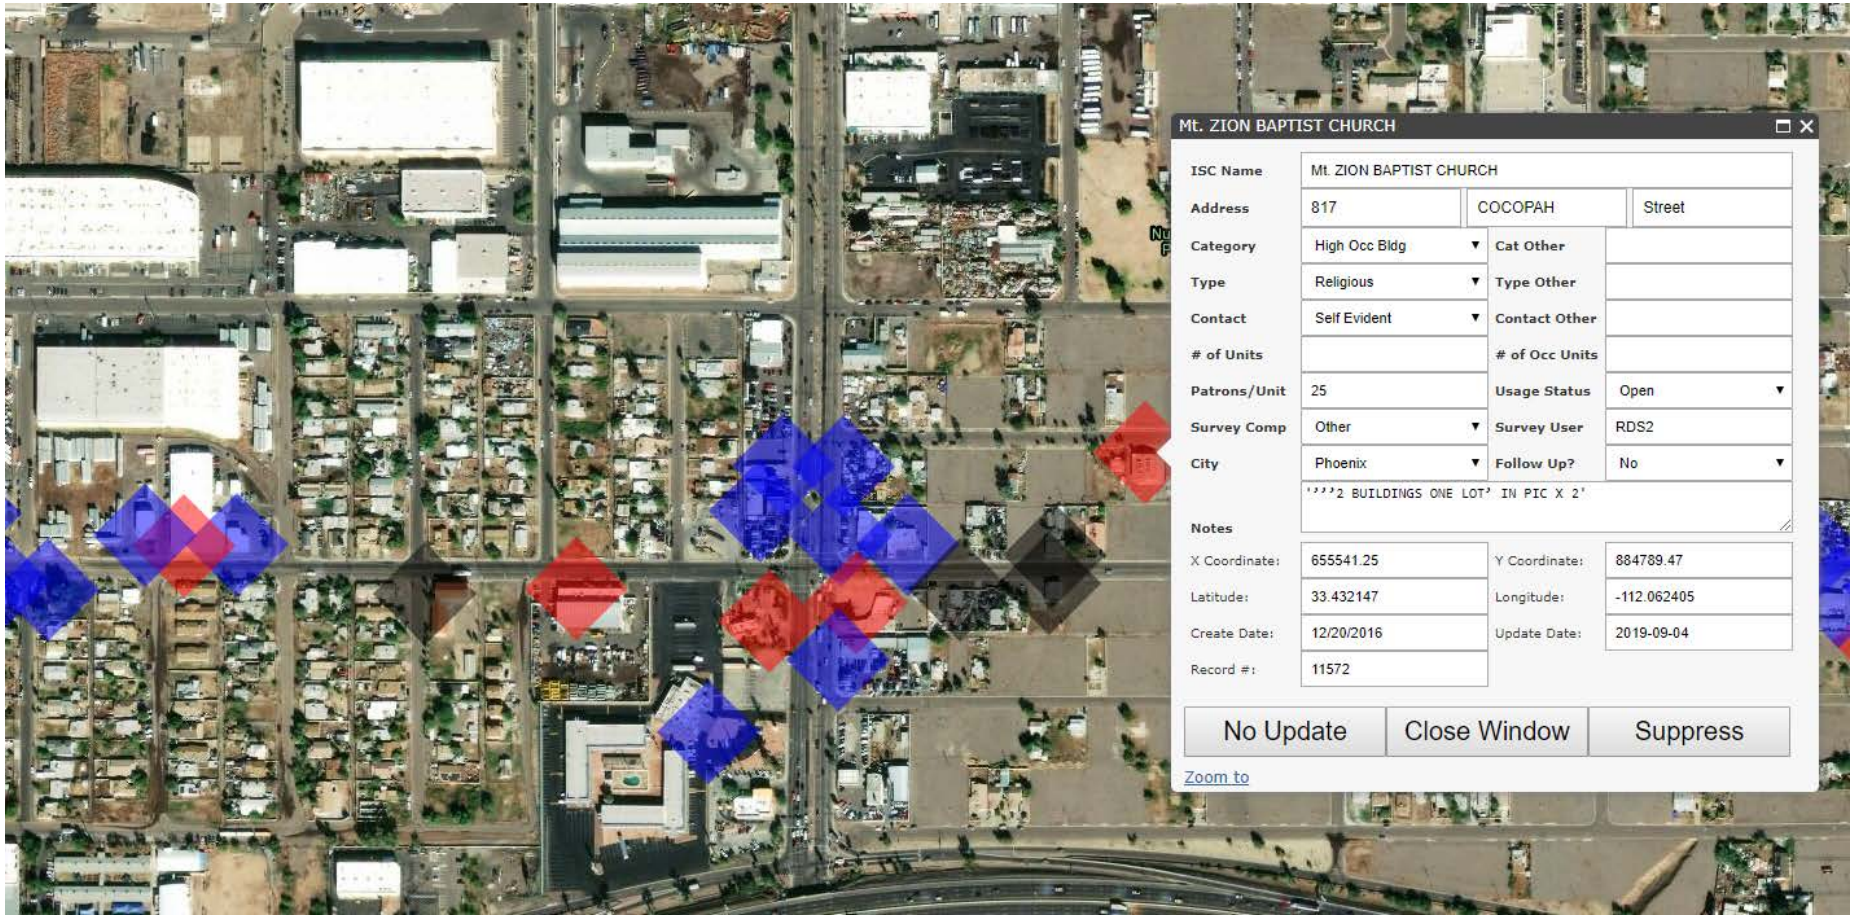 Mt. ZION BAPTIST CHURCH
ISC Name Mt. ZION BAPTIST CHURCH
Address 817 COCOPAH Street
Category High Occ Bldg Cat Other
Type Religious Type Other
Contact Self Evident Contact Other
# of Units # of Occ Units
Patrons/Unit 25 Usage Status Open
Survey Comp Other Survey User RDS2
City Phoenix Follow Up? No
Notes '’’’2 BUILDINGS ONE LOT’ IN PIC X 2'
X Coordinate: 655541.25 Y Coordinate: 884789.47
Latitude: 33.432147 Longitude: -112.062405
Create Date: 12/20/2016 Update Date: 2019-09-04
Record #: 11572
No Update Close Window Suppress
Zoom to